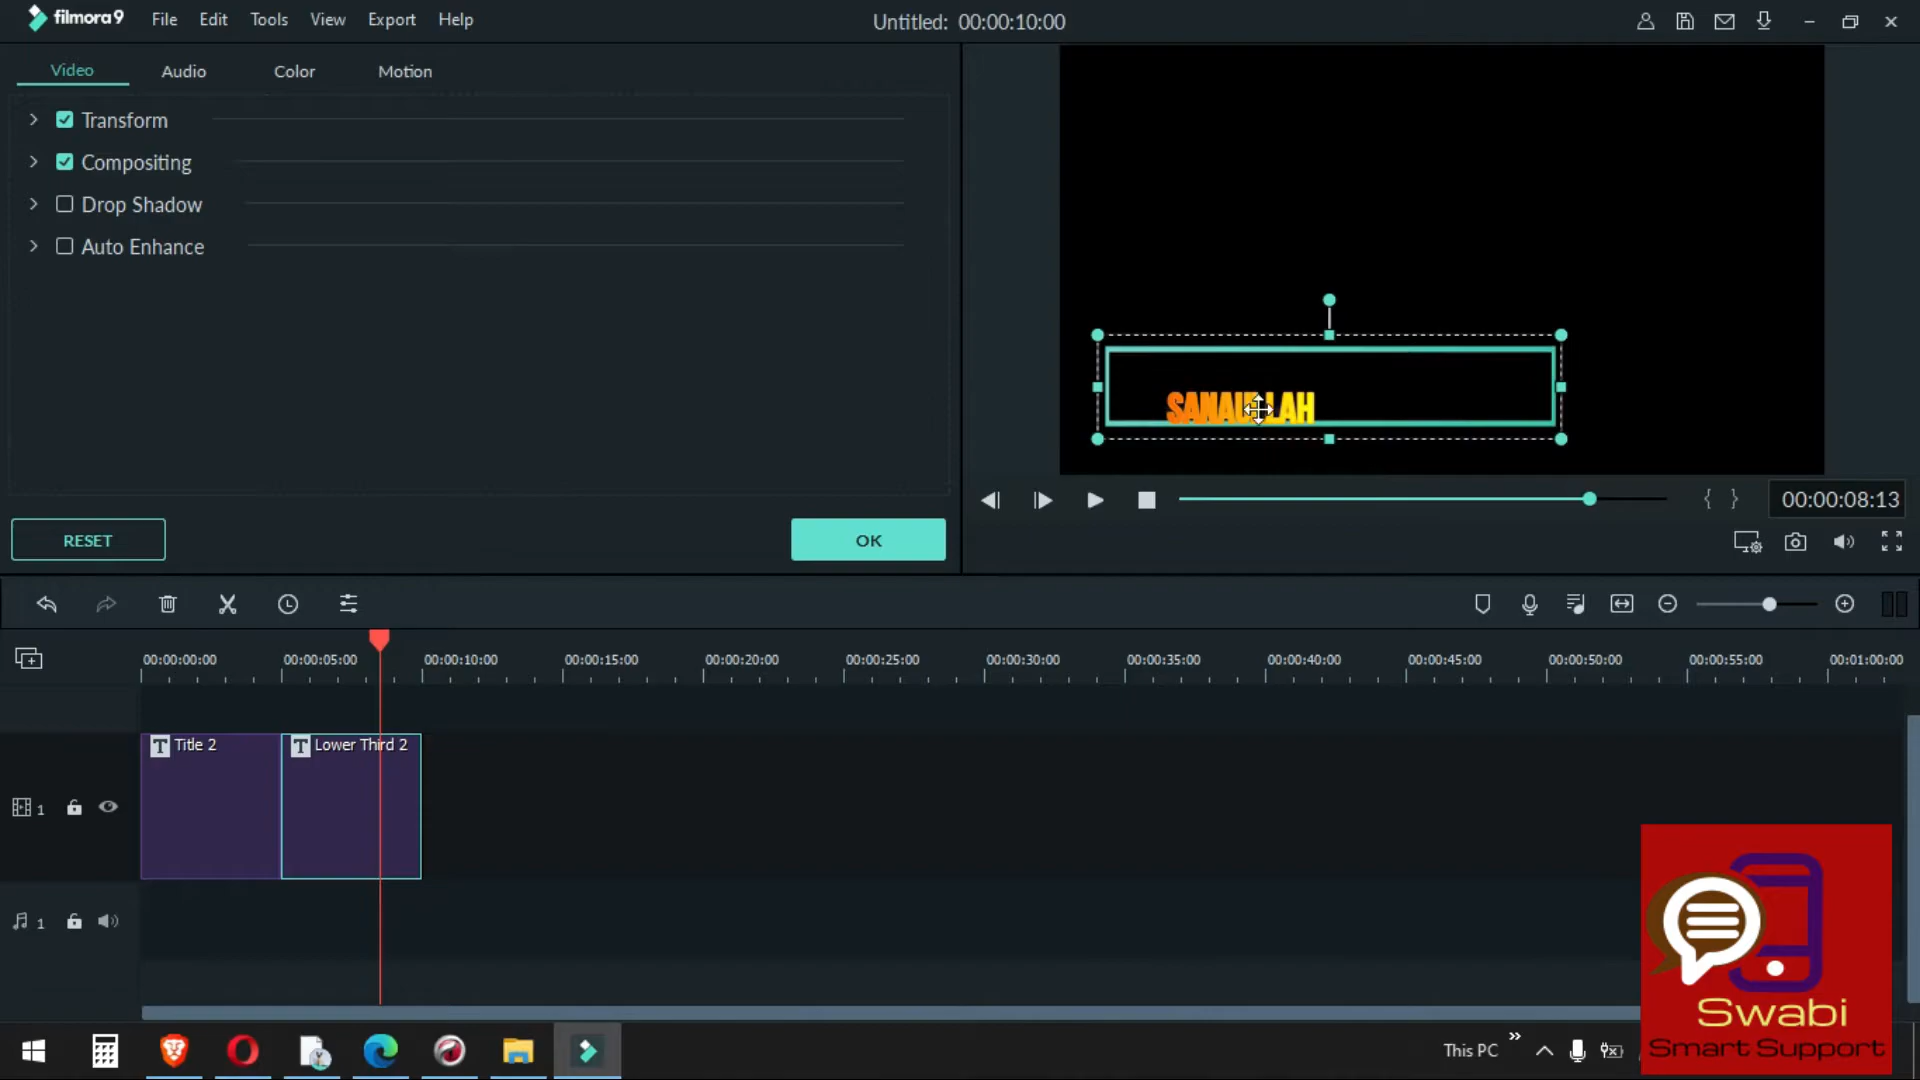 filmora9 File Edit Tools View Export Help Untitled: 00:00:10:00
Video Audio Color Motion
Transform
Compositing
Drop Shadow
Auto Enhance
SANAULLAH
RESET OK
{ } 00:00:08:13
00:00:00:00 00:00:05:00 00:00:10:00 00:00:15:00 00:00:20:00 00:00:25:00 00:00:30:00 00:00:35:00 00:00:40:00 00:00:45:00 00:00:50:00 00:00:55:00 00:01:00:00
T Title 2 T Lower Third 2
1
1
Swabi
Smart Support
This PC